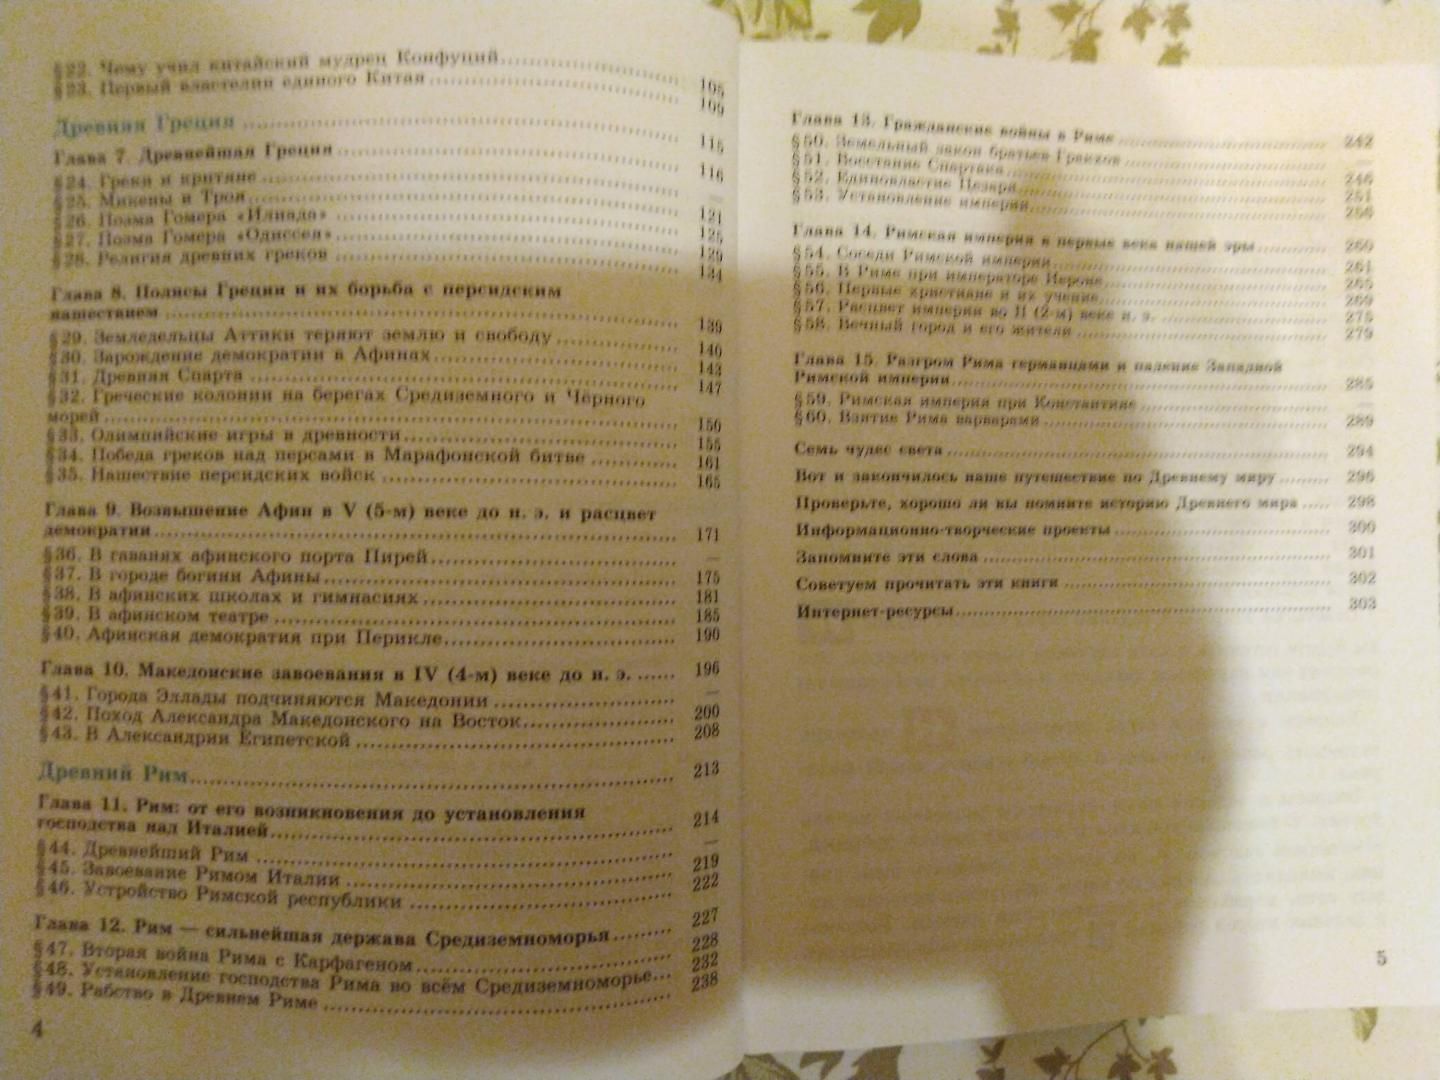 § 22. Чему учил китайский мудрец Конфуций ..... 105
§ 23. Первый властелин единого Китая ..... 109
Древняя Греция ..... 115
Глава 7. Древнейшая Греция ..... 116
§ 24. Греки и критяне ..... —
§ 25. Микены и Троя ..... 121
§ 26. Поэма Гомера «Илиада» ..... 125
§ 27. Поэма Гомера «Одиссея» ..... 129
§ 28. Религия древних греков ..... 134
Глава 8. Полисы Греции и их борьба с персидским
нашествием ..... 139
§ 29. Земледельцы Аттики теряют землю и свободу ..... 140
§ 30. Зарождение демократии в Афинах ..... 143
§ 31. Древняя Спарта ..... 147
§ 32. Греческие колонии на берегах Средиземного и Чёрного
морей ..... 150
§ 33. Олимпийские игры в древности ..... 155
§ 34. Победа греков над персами в Марафонской битве ..... 161
§ 35. Нашествие персидских войск ..... 165
Глава 9. Возвышение Афин в V (5-м) веке до н. э. и расцвет
демократии ..... 171
§ 36. В гаванях афинского порта Пирей ..... —
§ 37. В городе богини Афины ..... 175
§ 38. В афинских школах и гимнасиях ..... 181
§ 39. В афинском театре ..... 185
§ 40. Афинская демократия при Перикле ..... 190
Глава 10. Македонские завоевания в IV (4-м) веке до н. э. ...... 196
§ 41. Города Эллады подчиняются Македонии ..... —
§ 42. Поход Александра Македонского на Восток ..... 200
§ 43. В Александрии Египетской ..... 208
Древний Рим ..... 213
Глава 11. Рим: от его возникновения до установления
господства над Италией ..... 214
§ 44. Древнейший Рим ..... —
§ 45. Завоевание Римом Италии ..... 219
§ 46. Устройство Римской республики ..... 222
Глава 12. Рим — сильнейшая держава Средиземноморья ..... 227
§ 47. Вторая война Рима с Карфагеном ..... 228
§ 48. Установление господства Рима во всём Средиземноморье ... 232
§ 49. Рабство в Древнем Риме ..... 238
4
Глава 13. Гражданские войны в Риме ..... 242
§ 50. Земельный закон братьев Гракхов ..... —
§ 51. Восстание Спартака ..... 246
§ 52. Единовластие Цезаря ..... 251
§ 53. Установление империи ..... 256
Глава 14. Римская империя в первые века нашей эры ..... 260
§ 54. Соседи Римской империи ..... 261
§ 55. В Риме при императоре Нероне ..... 265
§ 56. Первые христиане и их учение ..... 269
§ 57. Расцвет империи во II (2-м) веке н. э. ..... 275
§ 58. Вечный город и его жители ..... 279
Глава 15. Разгром Рима германцами и падение Западной
Римской империи ..... 285
§ 59. Римская империя при Константине ..... —
§ 60. Взятие Рима варварами ..... 289
Семь чудес света ..... 294
Вот и закончилось наше путешествие по Древнему миру ..... 296
Проверьте, хорошо ли вы помните историю Древнего мира ..... 298
Информационно-творческие проекты ..... 300
Запомните эти слова ..... 301
Советуем прочитать эти книги ..... 302
Интернет-ресурсы ..... 303
5